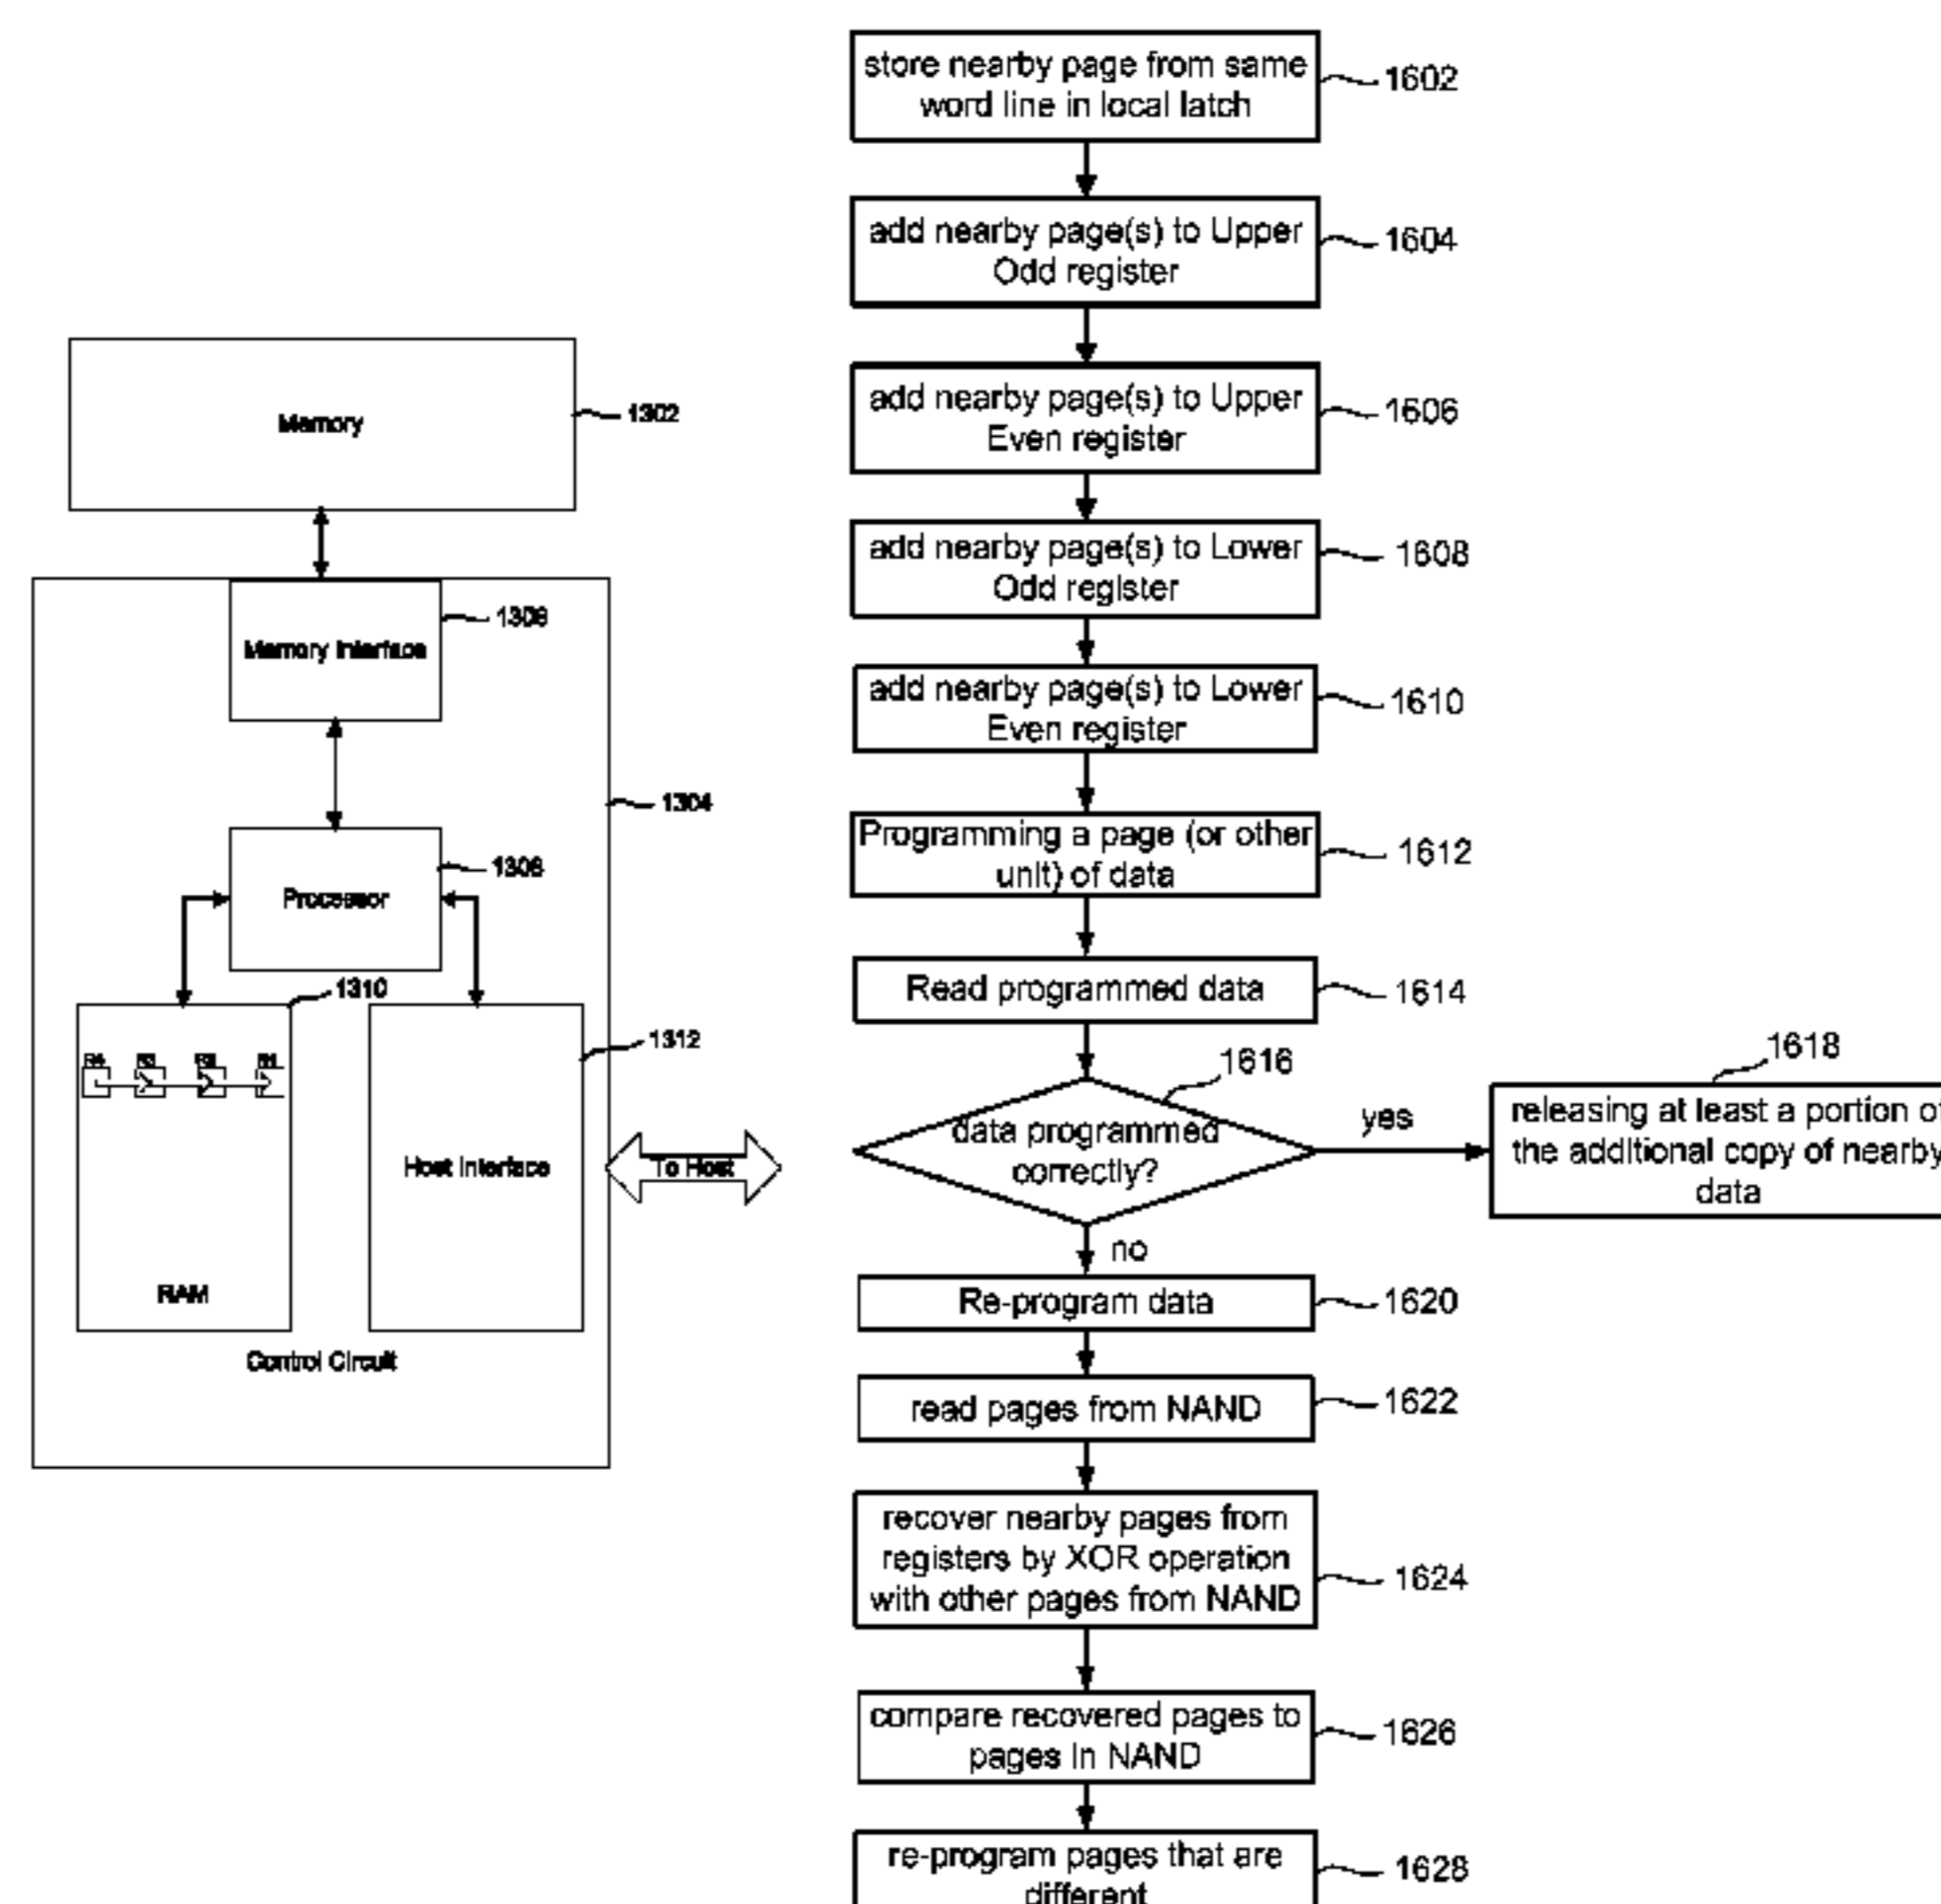 Memory
1302
Memory Interface
1306
1304
Processor
1308
1310
1312
RAM
Host Interface
To Host
Control Circuit
store nearby page from same
word line in local latch
1602
add nearby page(s) to Upper
Odd register
1604
add nearby page(s) to Upper
Even register
1606
add nearby page(s) to Lower
Odd register
1608
add nearby page(s) to Lower
Even register
1610
Programming a page (or other
unit) of data
1612
Read programmed data
1614
data programmed
correctly?
1616
yes
releasing at least a portion of
the additional copy of nearby
data
1618
no
Re-program data
1620
read pages from NAND
1622
recover nearby pages from
registers by XOR operation
with other pages from NAND
1624
compare recovered pages to
pages in NAND
1626
re-program pages that are
different
1628